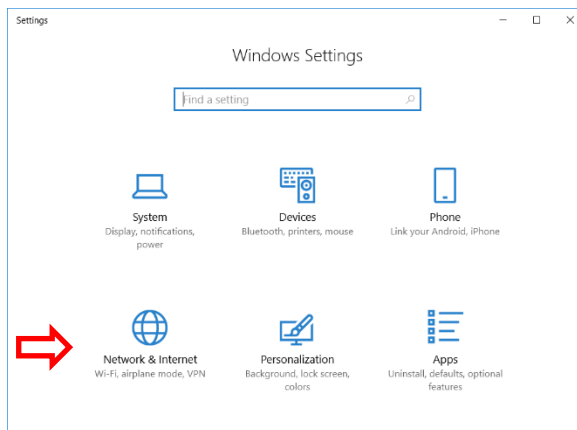 Settings
Windows Settings
Find a setting
System
Display, notifications,
power
Devices
Bluetooth, printers, mouse
Phone
Link your Android, iPhone
Network & Internet
Wi-Fi, airplane mode, VPN
Personalization
Background, lock screen,
colors
Apps
Uninstall, defaults, optional
features